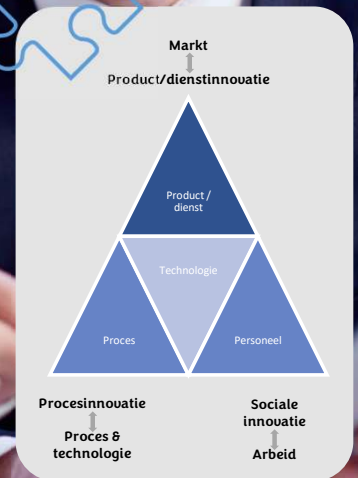 Markt
Product/dienstinnovatie
Product /
dienst
Technologie
Proces
Personeel
Procesinnovatie
Proces &
technologie
Sociale
innovatie
Arbeid